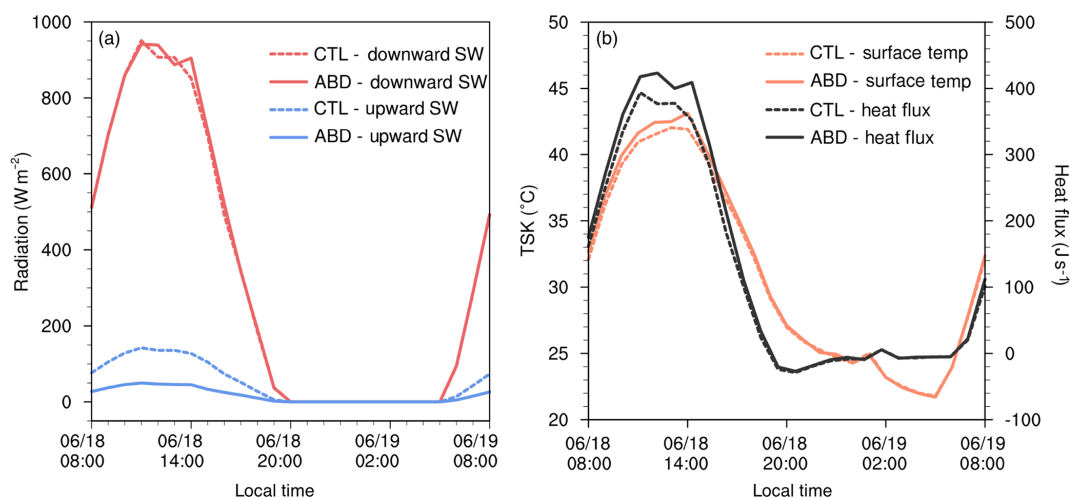 (a)
CTL - downward SW
ABD - downward SW
CTL - upward SW
ABD - upward SW
1000
800
600
400
200
0
Radiation (W m−2)
06/18 06/18 06/18 06/19 06/19
08:00 14:00 20:00 02:00 08:00
Local time
(b)
CTL - surface temp
ABD - surface temp
CTL - heat flux
ABD - heat flux
50
45
40
35
30
25
20
TSK (°C)
500
400
300
200
100
0
-100
Heat flux (J s-1)
06/18 06/18 06/18 06/19 06/19
08:00 14:00 20:00 02:00 08:00
Local time